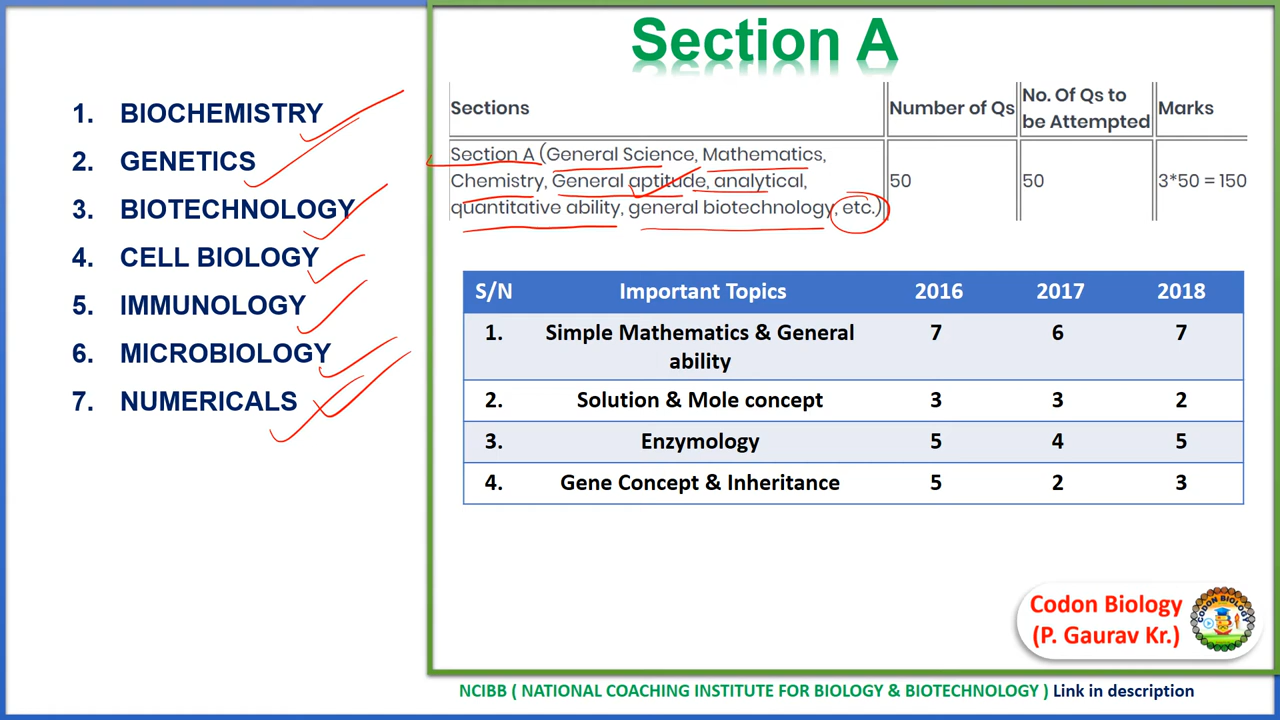 Section A
1. BIOCHEMISTRY
2. GENETICS
3. BIOTECHNOLOGY
4. CELL BIOLOGY
5. IMMUNOLOGY
6. MICROBIOLOGY
7. NUMERICALS
Sections Number of Qs No. Of Qs to be Attempted Marks
Section A (General Science, Mathematics,
Chemistry, General aptitude, analytical, 50 50 3*50 = 150
quantitative ability, general biotechnology, etc.)
S/N Important Topics 2016 2017 2018
1. Simple Mathematics & General 7 6 7
ability
2. Solution & Mole concept 3 3 2
3. Enzymology 5 4 5
4. Gene Concept & Inheritance 5 2 3
Codon Biology
(P. Gaurav Kr.)
CODON BIOLOGY
NCIBB ( NATIONAL COACHING INSTITUTE FOR BIOLOGY & BIOTECHNOLOGY ) Link in description